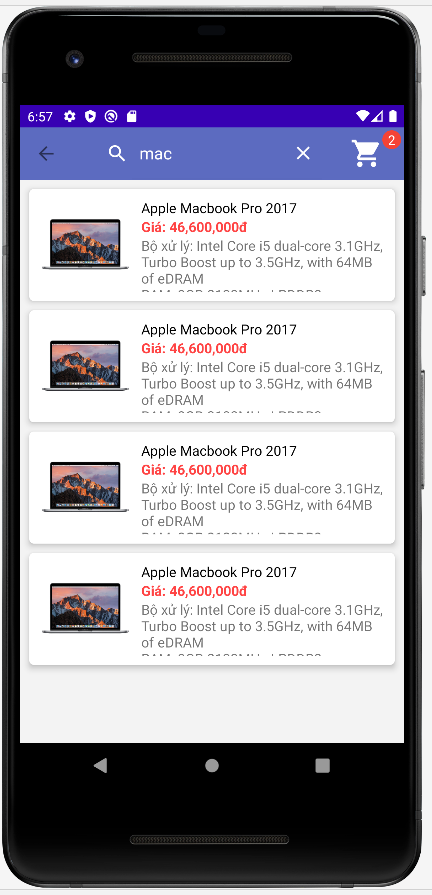 6:57
mac
2
Apple Macbook Pro 2017
Giá: 46,600,000đ
Bộ xử lý: Intel Core i5 dual-core 3.1GHz,
Turbo Boost up to 3.5GHz, with 64MB
of eDRAM
Apple Macbook Pro 2017
Giá: 46,600,000đ
Bộ xử lý: Intel Core i5 dual-core 3.1GHz,
Turbo Boost up to 3.5GHz, with 64MB
of eDRAM
Apple Macbook Pro 2017
Giá: 46,600,000đ
Bộ xử lý: Intel Core i5 dual-core 3.1GHz,
Turbo Boost up to 3.5GHz, with 64MB
of eDRAM
Apple Macbook Pro 2017
Giá: 46,600,000đ
Bộ xử lý: Intel Core i5 dual-core 3.1GHz,
Turbo Boost up to 3.5GHz, with 64MB
of eDRAM